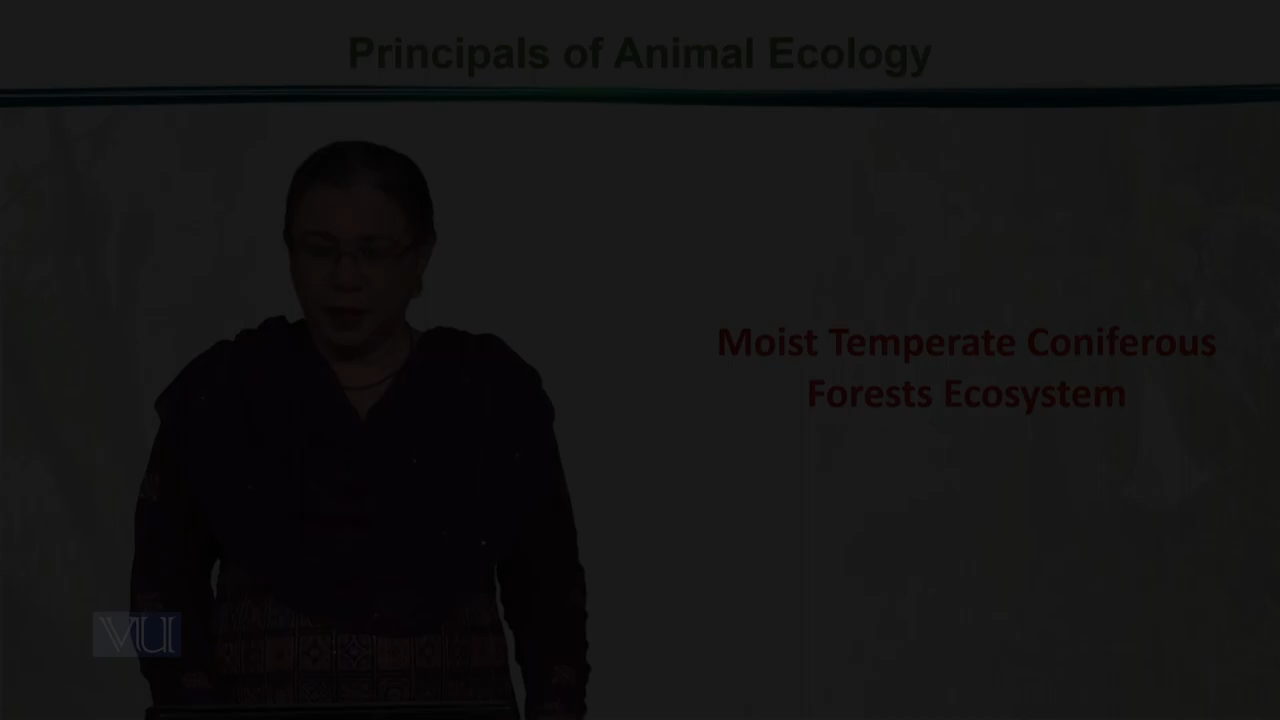 Principals of Animal Ecology
Moist Temperate Coniferous
Forests Ecosystem
VU